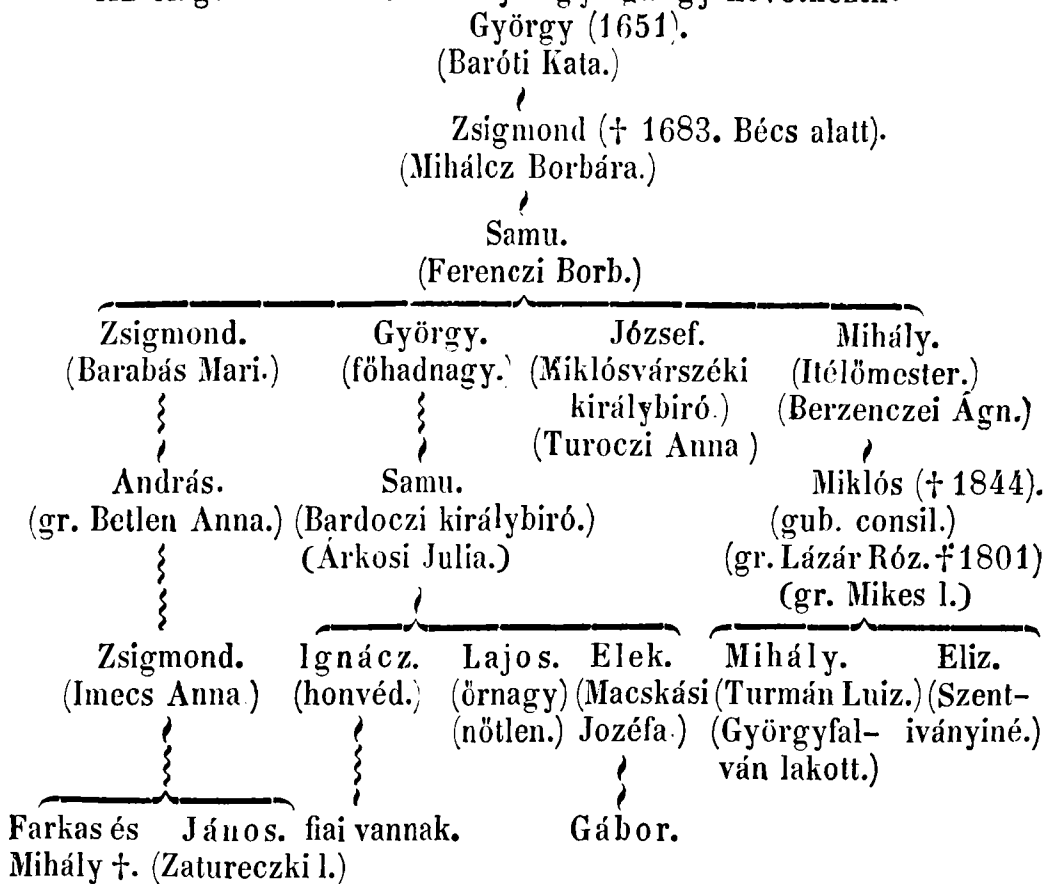 György (1651).
(Baróti Kata.)
Zsigmond († 1683. Bécs alatt).
(Mihálcz Borbára.)
Samu.
(Ferenczi Borb.)
Zsigmond. György. József. Mihály.
(Barabás Mari.) (főhadnagy.) (Miklósvárszéki (Itélőmester.)
királybiró.) (Berzenczei Ágn.)
(Turoczi Anna)
András. Samu. Miklós († 1844).
(gr. Betlen Anna.) (Bardoczi királybiró.) (gub. consil.)
(Árkosi Julia.) (gr. Lázár Róz. † 1801)
(gr. Mikes l.)
Zsigmond. Ignácz. Lajos. Elek. Mihály. Eliz.
(Imecs Anna) (honvéd.) (örnagy) (Macskási (Turmán Luiz.) (Szent-
(nőtlen.) Jozéfa.) (Györgyfal- iványiné.)
ván lakott.)
Farkas és János. fiai vannak. Gábor.
Mihály †. (Zatureczki l.)